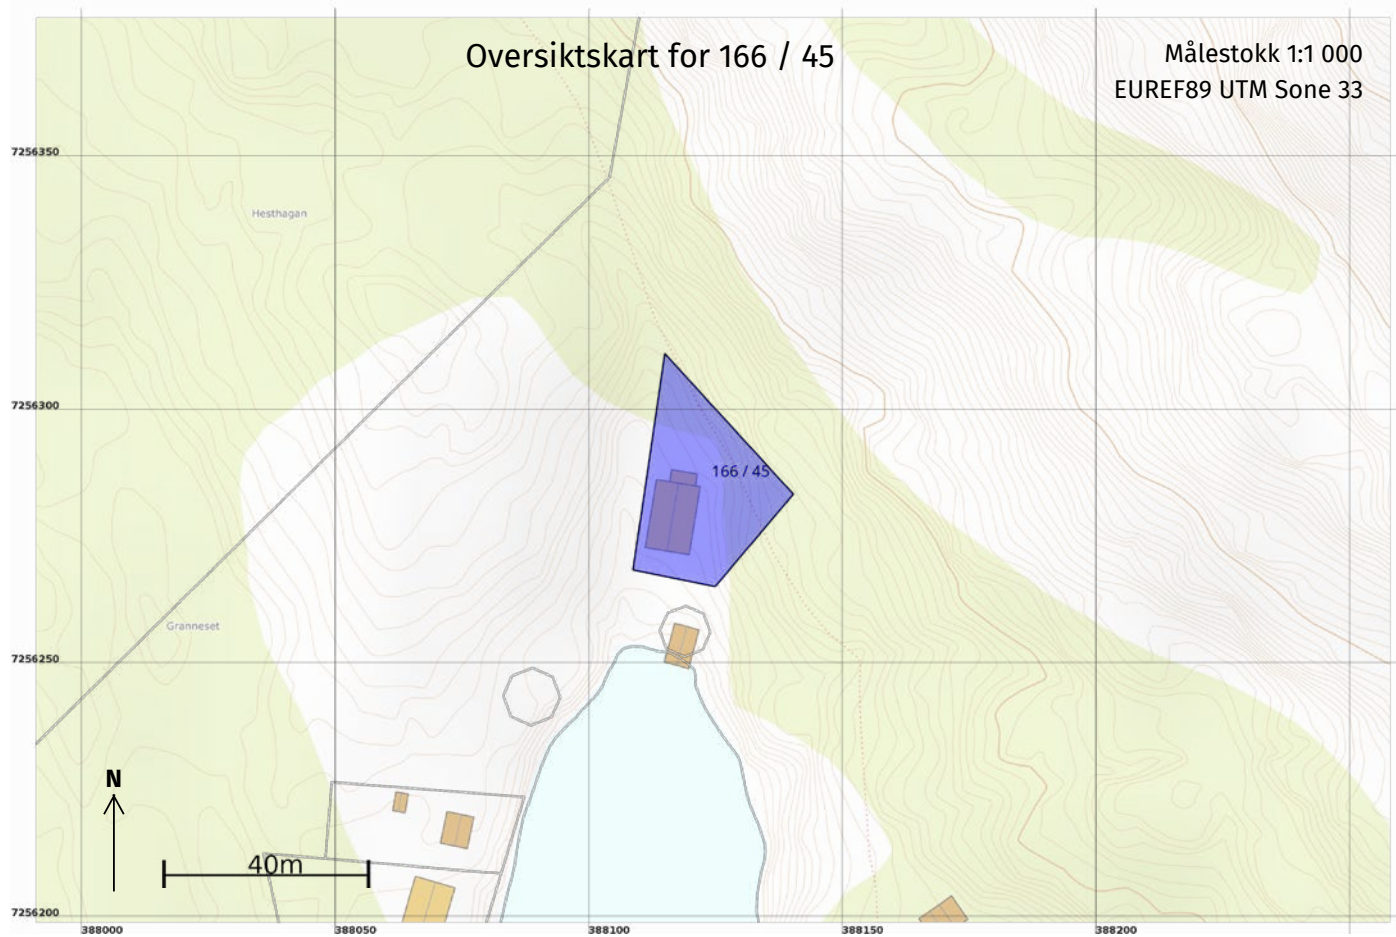 Oversiktskart for 166 / 45
Målestokk 1:1 000
EUREF89 UTM Sone 33
7256350
Hesthagan
7256300
166 / 45
Granneset
7256250
N
40m
7256200
388000
388050
388100
388150
388200